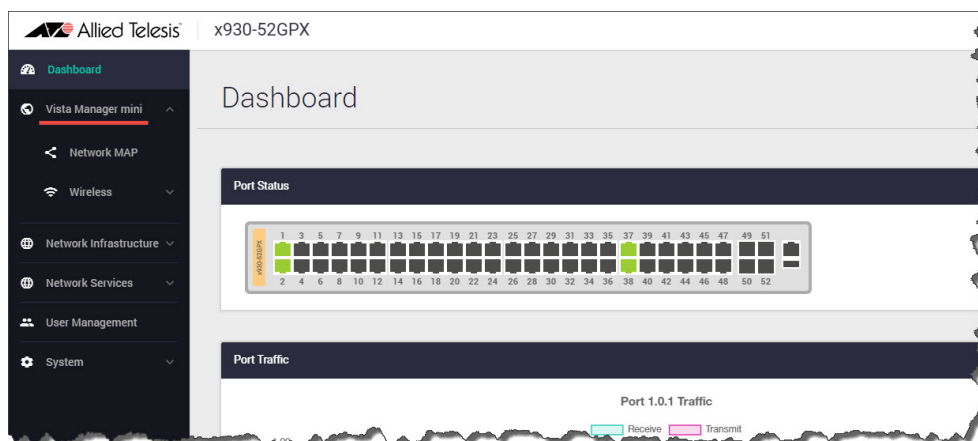 Allied Telesis
x930-52GPX
Dashboard
Vista Manager mini
Network MAP
Wireless
Network Infrastructure
Network Services
User Management
System
Dashboard
Port Status
1 3 5 7 9 11 13 15 17 19 21 23 25 27 29 31 33 35 37 39 41 43 45 47 49 51
x930-52GPX
2 4 6 8 10 12 14 16 18 20 22 24 26 28 30 32 34 36 38 40 42 44 46 48 50 52
Port Traffic
Port 1.0.1 Traffic
Receive Transmit